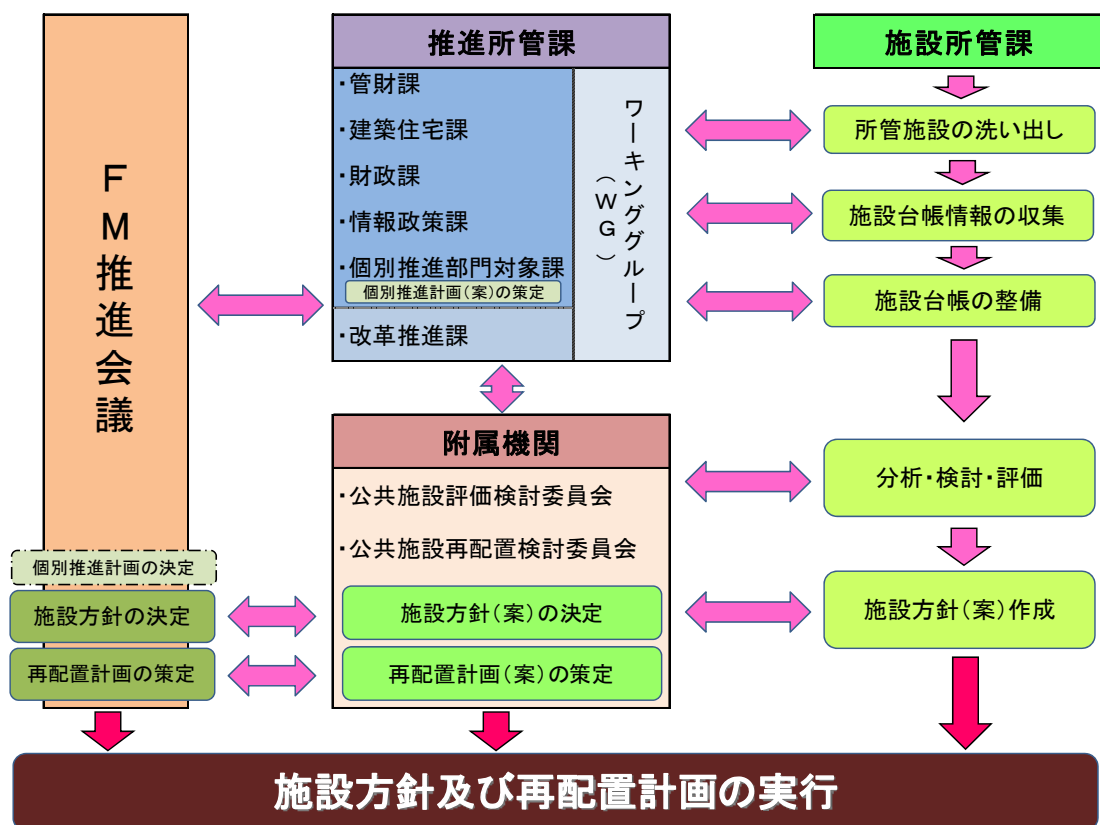 FM推進会議
個別推進計画の決定
施設方針の決定
再配置計画の策定
推進所管課
・管財課
・建築住宅課
・財政課
・情報政策課
・個別推進部門対象課
個別推進計画(案)の策定
・改革推進課
ワーキンググループ
(WG)
附属機関
・公共施設評価検討委員会
・公共施設再配置検討委員会
施設方針(案)の決定
再配置計画(案)の策定
施設所管課
所管施設の洗い出し
施設台帳情報の収集
施設台帳の整備
分析・検討・評価
施設方針(案)作成
施設方針及び再配置計画の実行